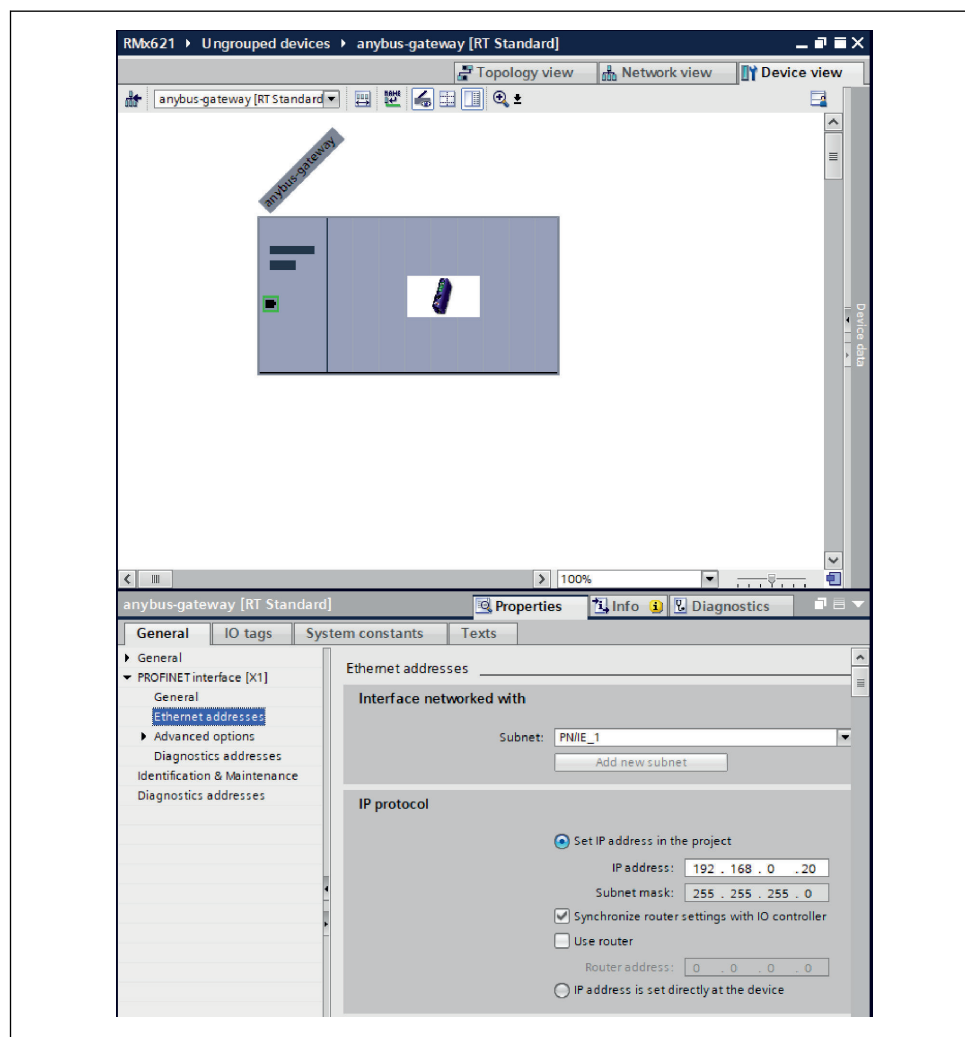 RMx621 ▸ Ungrouped devices ▸ anybus-gateway [RT Standard]
Topology view Network view Device view
anybus-gateway [RT Standard
NAME
±
anybus-gateway
Device data
100%
anybus-gateway [RT Standard]
Properties Info Diagnostics
General IO tags System constants Texts
General
PROFINET interface [X1]
General
Ethernet addresses
Advanced options
Diagnostics addresses
Identification & Maintenance
Diagnostics addresses
Ethernet addresses
Interface networked with
Subnet: PN/IE_1
Add new subnet
IP protocol
Set IP address in the project
IP address: 192 . 168 . 0 . 20
Subnet mask: 255 . 255 . 255 . 0
Synchronize router settings with IO controller
Use router
Router address: 0 . 0 . 0 . 0
IP address is set directly at the device